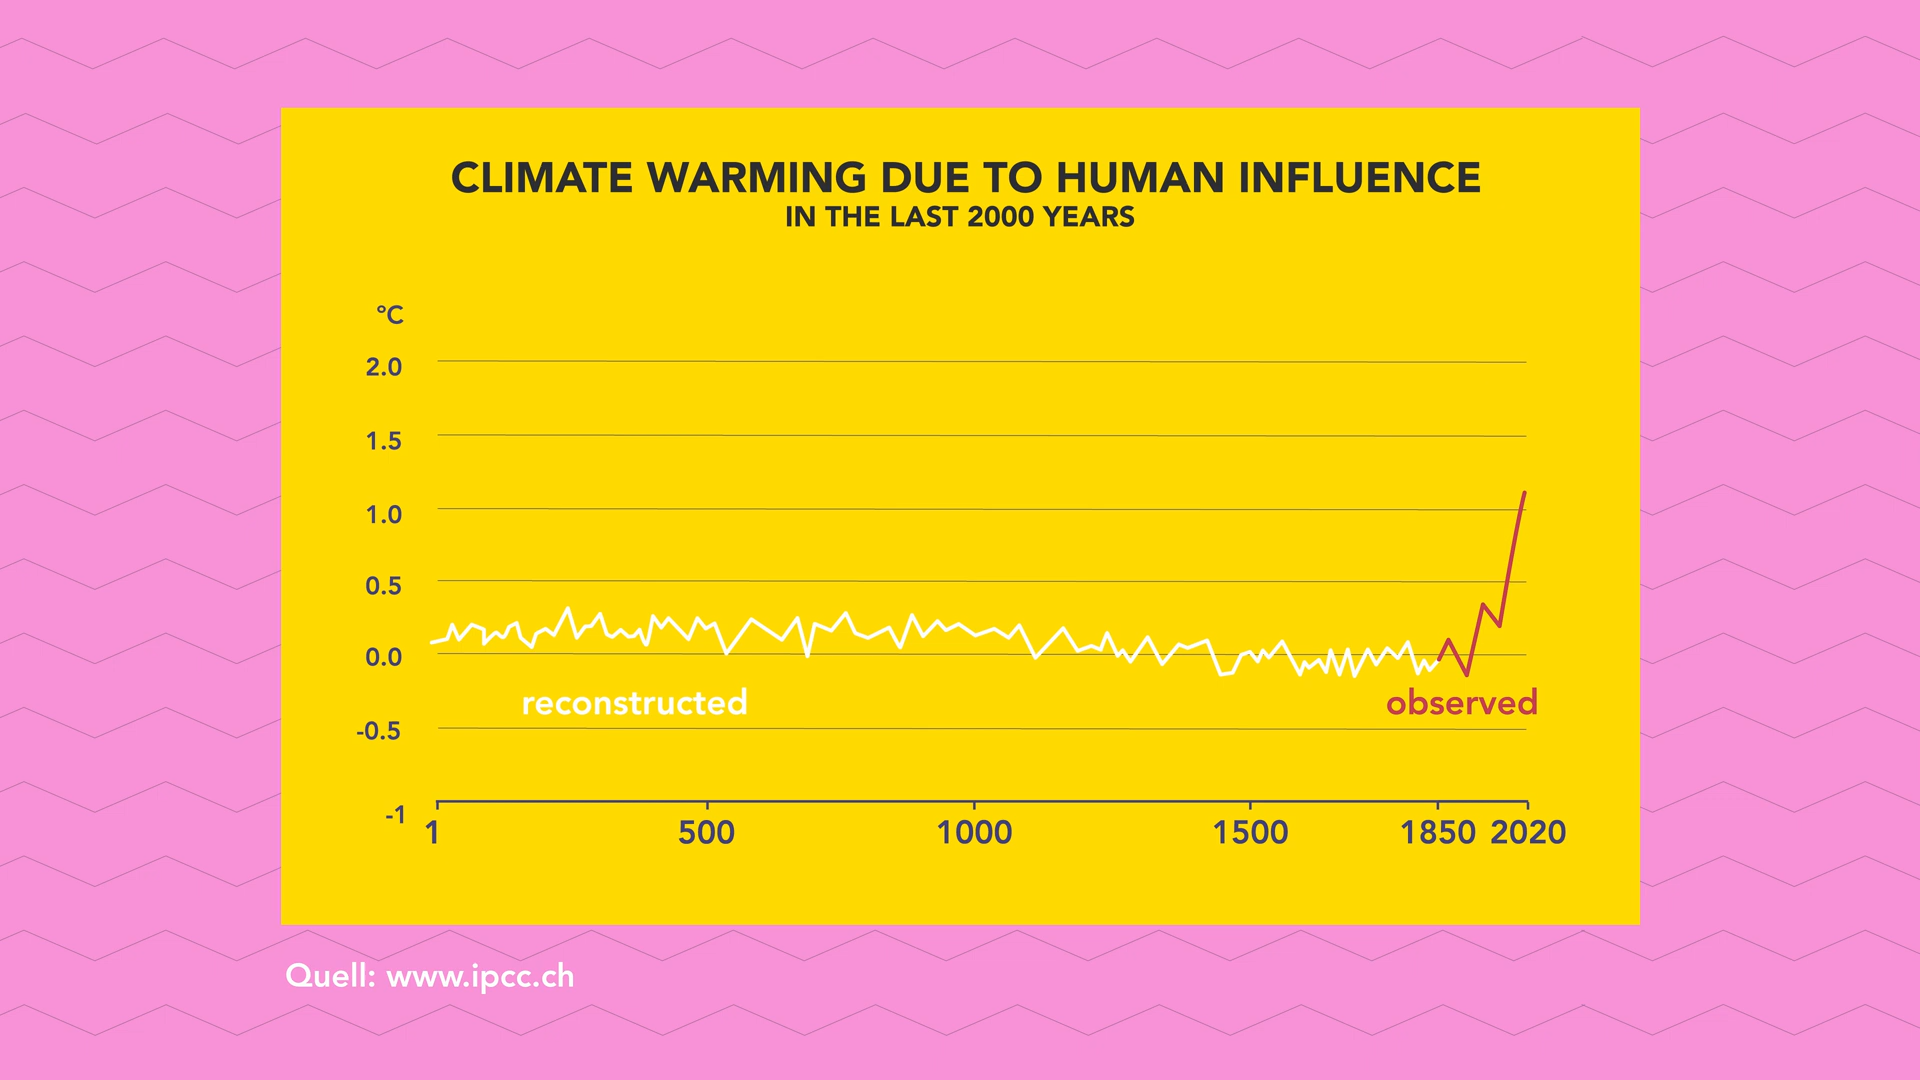 CLIMATE WARMING DUE TO HUMAN INFLUENCE
IN THE LAST 2000 YEARS
°C
2.0
1.5
1.0
0.5
0.0
reconstructed
observed
-0.5
-1
1
500
1000
1500
1850
2020
Quell: www.ipcc.ch